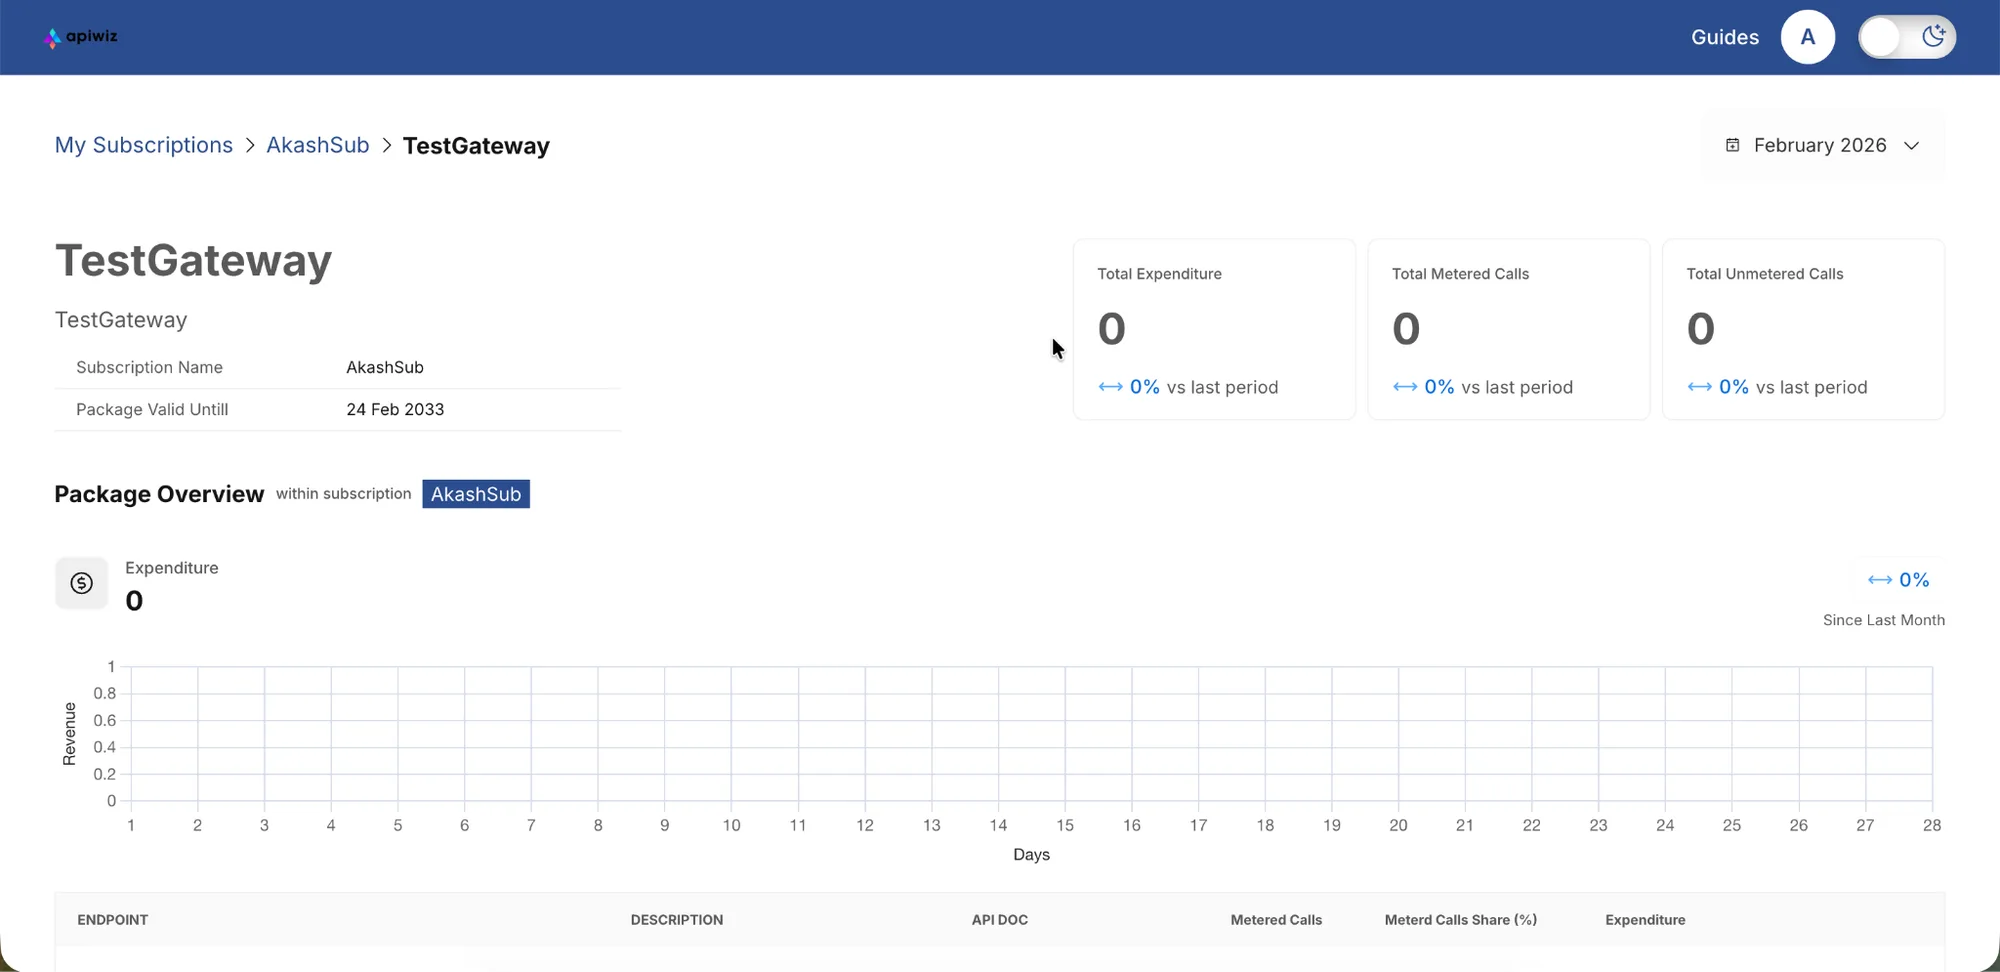 apiwiz
Guides
A
My Subscriptions > AkashSub > TestGateway
February 2026
TestGateway
TestGateway
Subscription Name AkashSub
Package Valid Untill 24 Feb 2033
Total Expenditure
0
0% vs last period
Total Metered Calls
0
0% vs last period
Total Unmetered Calls
0
0% vs last period
Package Overview within subscription AkashSub
Expenditure
0
0%
Since Last Month
Revenue
1
0.8
0.6
0.4
0.2
0
1 2 3 4 5 6 7 8 9 10 11 12 13 14 15 16 17 18 19 20 21 22 23 24 25 26 27 28
Days
ENDPOINT DESCRIPTION API DOC Metered Calls Meterd Calls Share (%) Expenditure